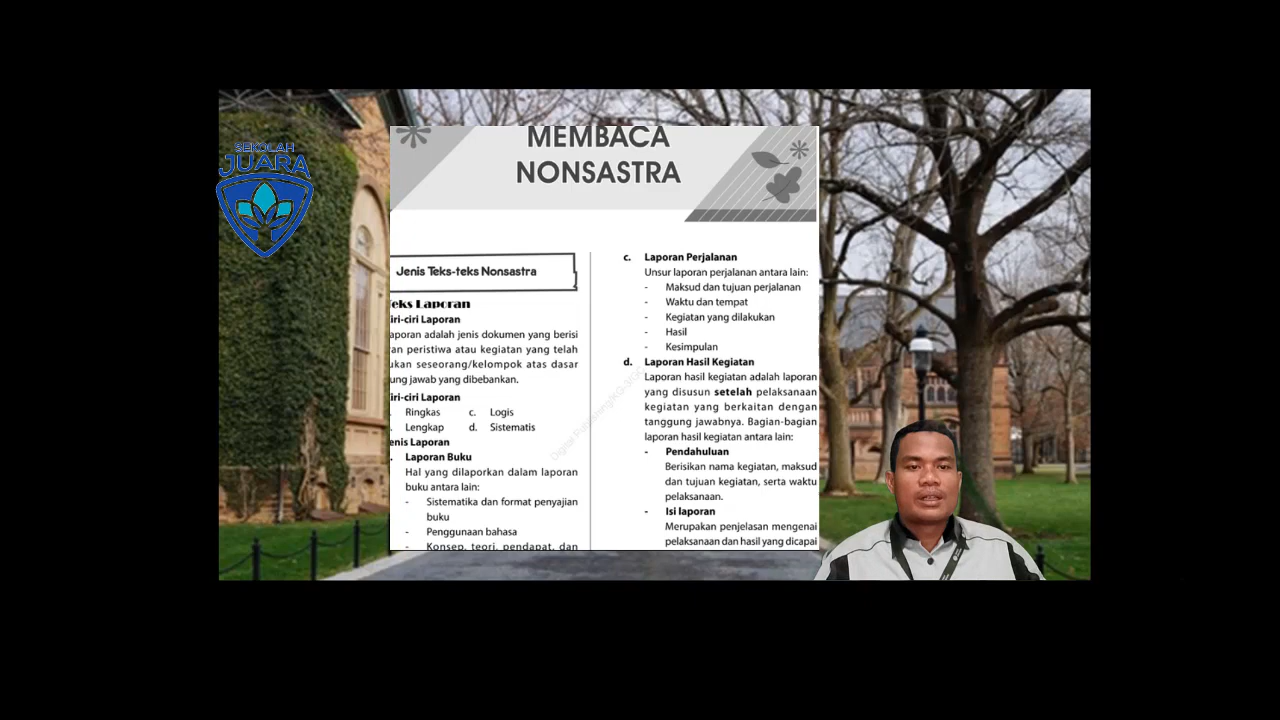 SEKOLAH
JUARA
MEMBACA
NONSASTRA
Jenis Teks-teks Nonsastra
eks Laporan
iri-ciri Laporan
aporan adalah jenis dokumen yang berisi
an peristiwa atau kegiatan yang telah
ukan seseorang/kelompok atas dasar
ung jawab yang dibebankan.
iri-ciri Laporan
Ringkas c. Logis
Lengkap d. Sistematis
enis Laporan
Laporan Buku
Hal yang dilaporkan dalam laporan
buku antara lain:
- Sistematika dan format penyajian
buku
- Penggunaan bahasa
- Konsep, teori, pendapat, dan
c. Laporan Perjalanan
Unsur laporan perjalanan antara lain:
- Maksud dan tujuan perjalanan
- Waktu dan tempat
- Kegiatan yang dilakukan
- Hasil
- Kesimpulan
d. Laporan Hasil Kegiatan
Laporan hasil kegiatan adalah laporan
yang disusun setelah pelaksanaan
kegiatan yang berkaitan dengan
tanggung jawabnya. Bagian-bagian
laporan hasil kegiatan antara lain:
- Pendahuluan
Berisikan nama kegiatan, maksud
dan tujuan kegiatan, serta waktu
pelaksanaan.
- Isi laporan
Merupakan penjelasan mengenai
pelaksanaan dan hasil yang dicapai